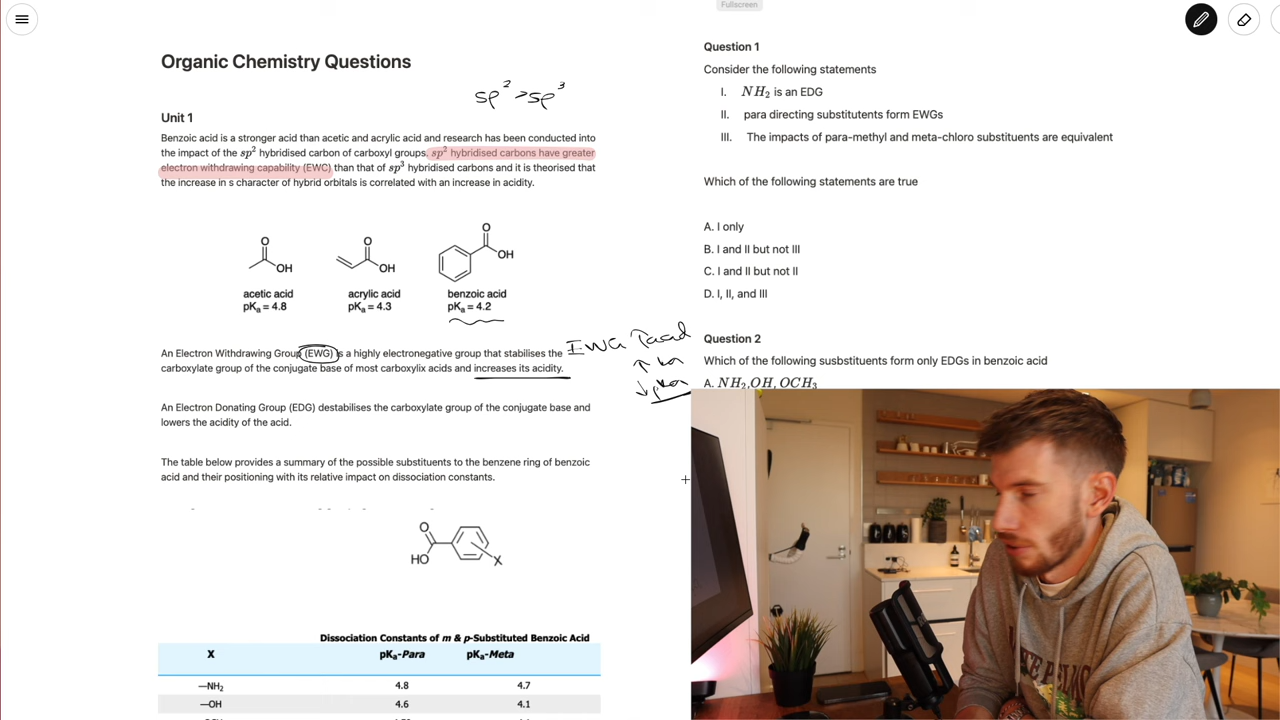 Fullscreen
Organic Chemistry Questions
sp² > sp³
Unit 1
Benzoic acid is a stronger acid than acetic and acrylic acid and research has been conducted into
the impact of the sp² hybridised carbon of carboxyl groups. sp² hybridised carbons have greater
electron withdrawing capability (EWC) than that of sp³ hybridised carbons and it is theorised that
the increase in s character of hybrid orbitals is correlated with an increase in acidity.
O
OH
O
OH
O
OH
acetic acid
pKₐ = 4.8
acrylic acid
pKₐ = 4.3
benzoic acid
pKₐ = 4.2
An Electron Withdrawing Group (EWG) is a highly electronegative group that stabilises the
carboxylate group of the conjugate base of most carboxylix acids and increases its acidity.
EWG ↑acid
↑ ka
↓ pka
An Electron Donating Group (EDG) destabilises the carboxylate group of the conjugate base and
lowers the acidity of the acid.
The table below provides a summary of the possible substituents to the benzene ring of benzoic
acid and their positioning with its relative impact on dissociation constants.
O
HO
X
Dissociation Constants of m & p-Substituted Benzoic Acid
X pKₐ-Para pKₐ-Meta
—NH₂ 4.8 4.7
—OH 4.6 4.1
Question 1
Consider the following statements
I. NH₂ is an EDG
II. para directing substitutents form EWGs
III. The impacts of para-methyl and meta-chloro substituents are equivalent
Which of the following statements are true
A. I only
B. I and II but not III
C. I and II but not II
D. I, II, and III
Question 2
Which of the following susbstituents form only EDGs in benzoic acid
A. NH₂,OH, OCH₃